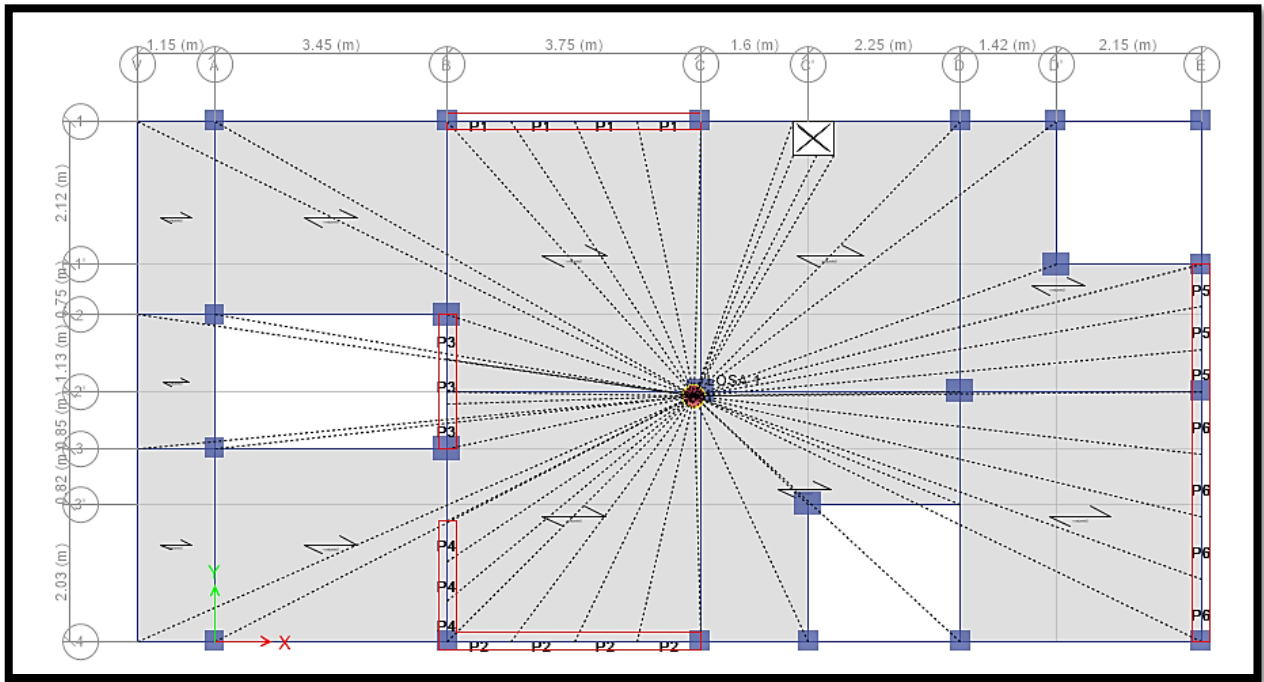 1.15 (m) 3.45 (m) 3.75 (m) 1.6 (m) 2.25 (m) 1.42 (m) 2.15 (m)
V A B C C' D D' E
1
P1 P1 P1 P1
2.12 (m)
1'
P5
0.75 (m)
2
P5
P3
1.13 (m)
P5
LOSA 1
2'
P3
0.85 (m)
P6
P3
3
0.82 (m)
P6
3'
P4
P6
2.03 (m)
Y
P4
P6
P4
4
X
P2 P2 P2 P2